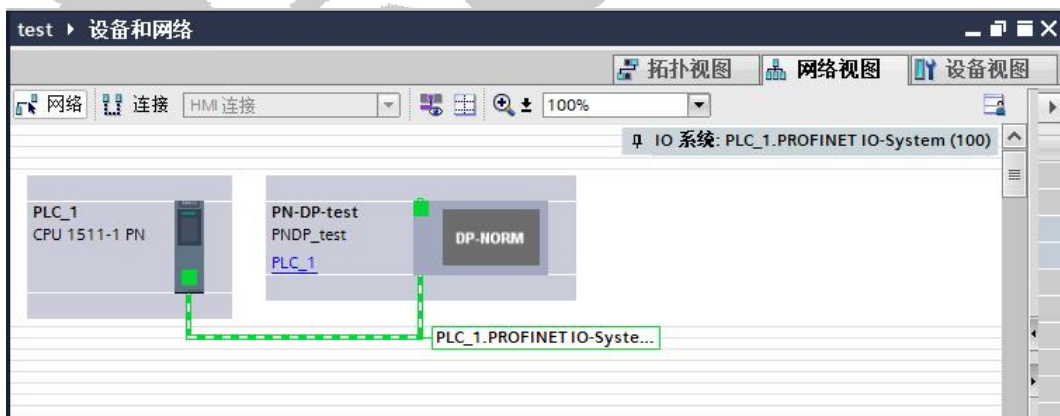 test ▸ 设备和网络
拓扑视图 网络视图 设备视图
网络 连接 HMI 连接 100%
IO 系统: PLC_1.PROFINET IO-System (100)
PLC_1
CPU 1511-1 PN
PN-DP-test
PNDP_test
PLC_1
DP-NORM
PLC_1.PROFINET IO-Syste...